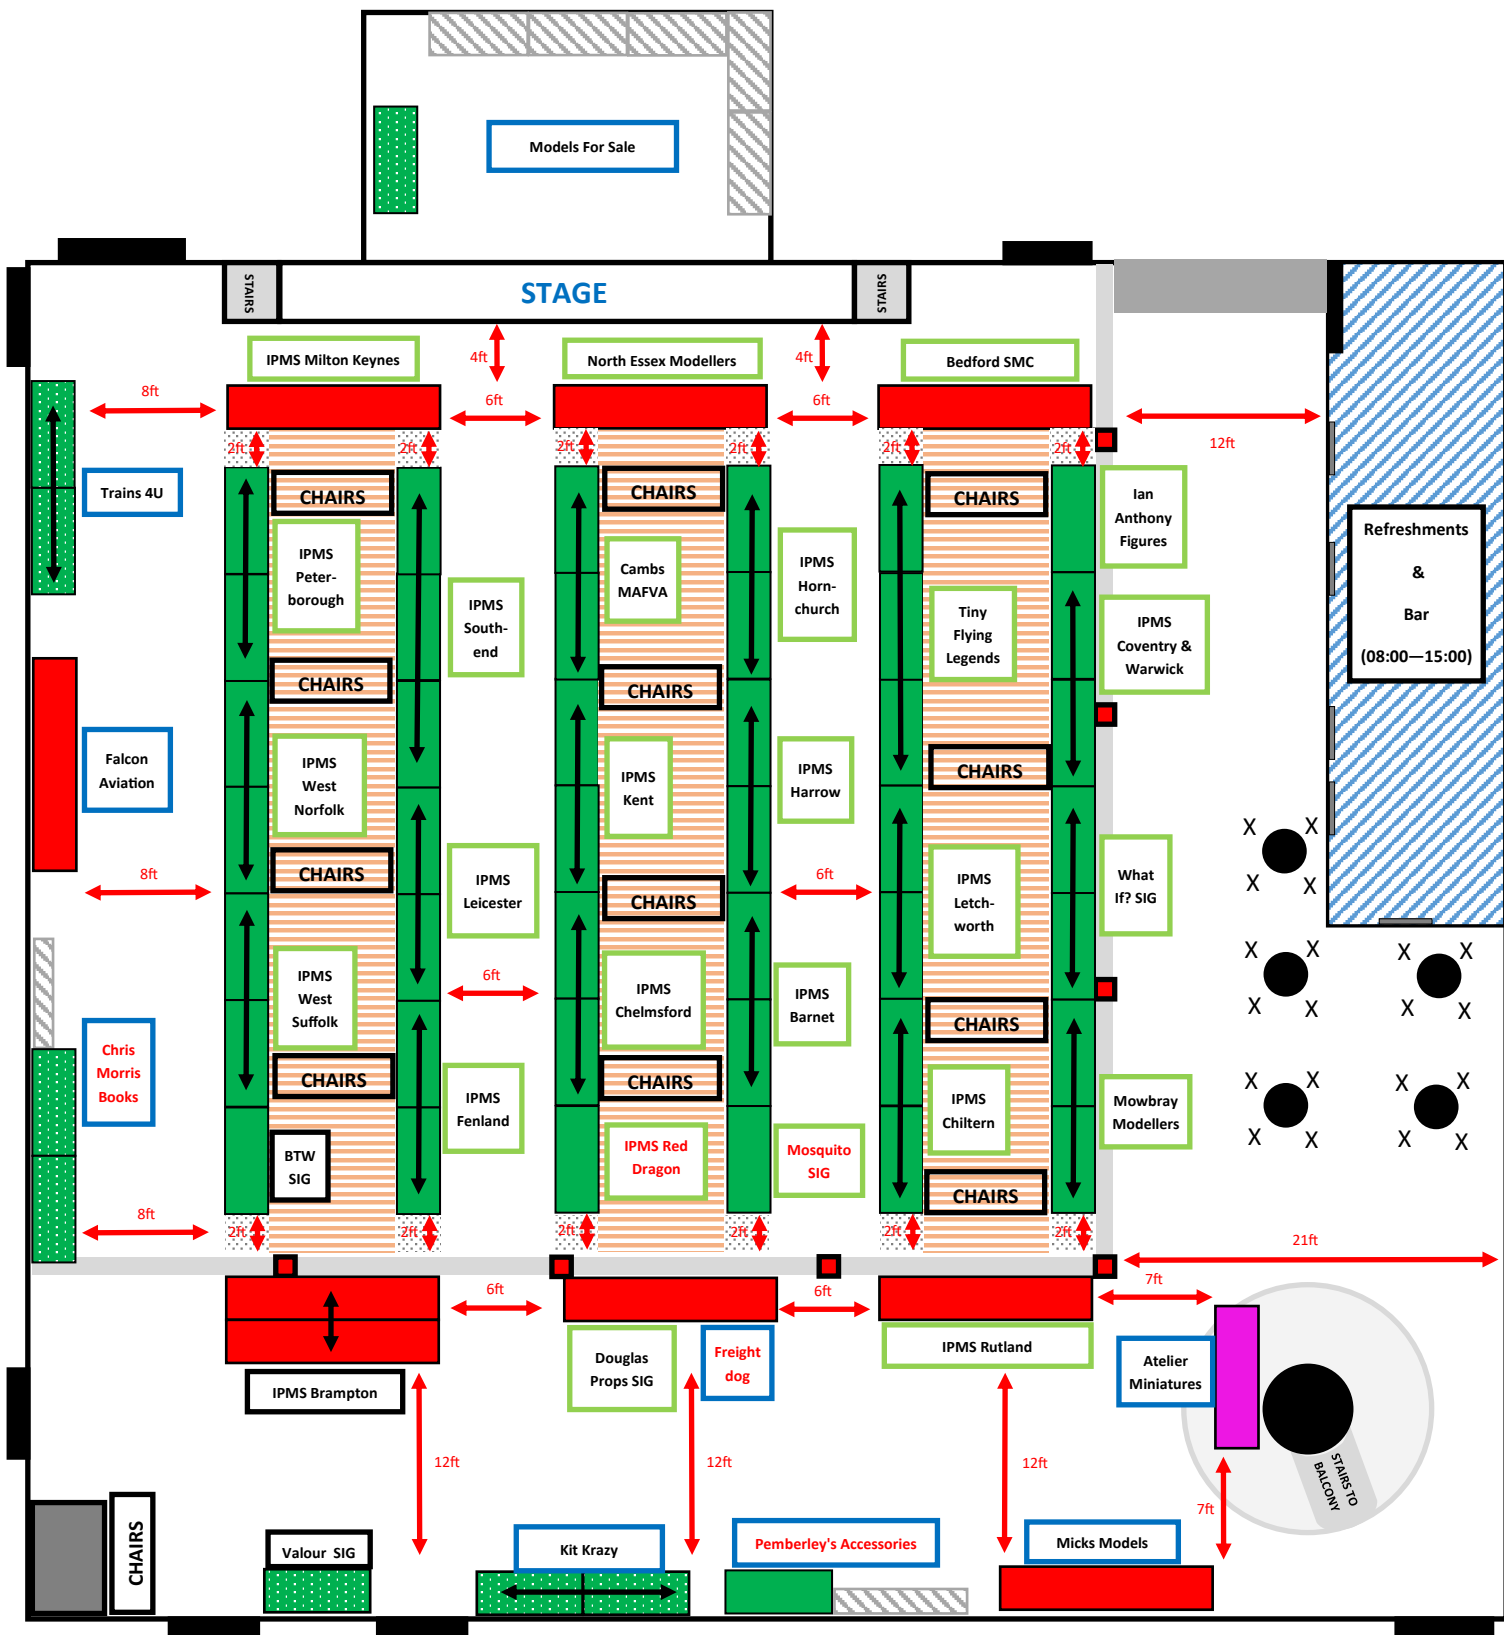 Models For Sale
STAIRS
STAGE
STAIRS
IPMS Milton Keynes
4ft
North Essex Modellers
4ft
Bedford SMC
8ft
6ft
6ft
12ft
2ft
2ft
2ft
2ft
2ft
2ft
Trains 4U
CHAIRS
CHAIRS
CHAIRS
Ian
Anthony
Figures
IPMS
Peter-
borough
IPMS
South-
end
Cambs
MAFVA
IPMS
Horn-
church
Tiny
Flying
Legends
IPMS
Coventry &
Warwick
Refreshments
&
Bar
(08:00—15:00)
CHAIRS
CHAIRS
CHAIRS
Falcon
Aviation
IPMS
West
Norfolk
IPMS
Kent
IPMS
Harrow
X X
X X
8ft
CHAIRS
IPMS
Leicester
CHAIRS
6ft
IPMS
Letch-
worth
What
If? SIG
IPMS
West
Suffolk
6ft
IPMS
Chelmsford
IPMS
Barnet
CHAIRS
X X
X X
X X
X X
Chris
Morris
Books
CHAIRS
IPMS
Fenland
CHAIRS
IPMS
Chiltern
Mowbray
Modellers
X X
X X
X X
X X
BTW
SIG
IPMS Red
Dragon
Mosquito
SIG
CHAIRS
8ft
2ft
2ft
2ft
2ft
2ft
2ft
21ft
6ft
6ft
7ft
IPMS Brampton
Douglas
Props SIG
Freight
dog
IPMS Rutland
Atelier
Miniatures
12ft
12ft
12ft
STAIRS TO
BALCONY
7ft
CHAIRS
Valour SIG
Kit Krazy
Pemberley's Accessories
Micks Models